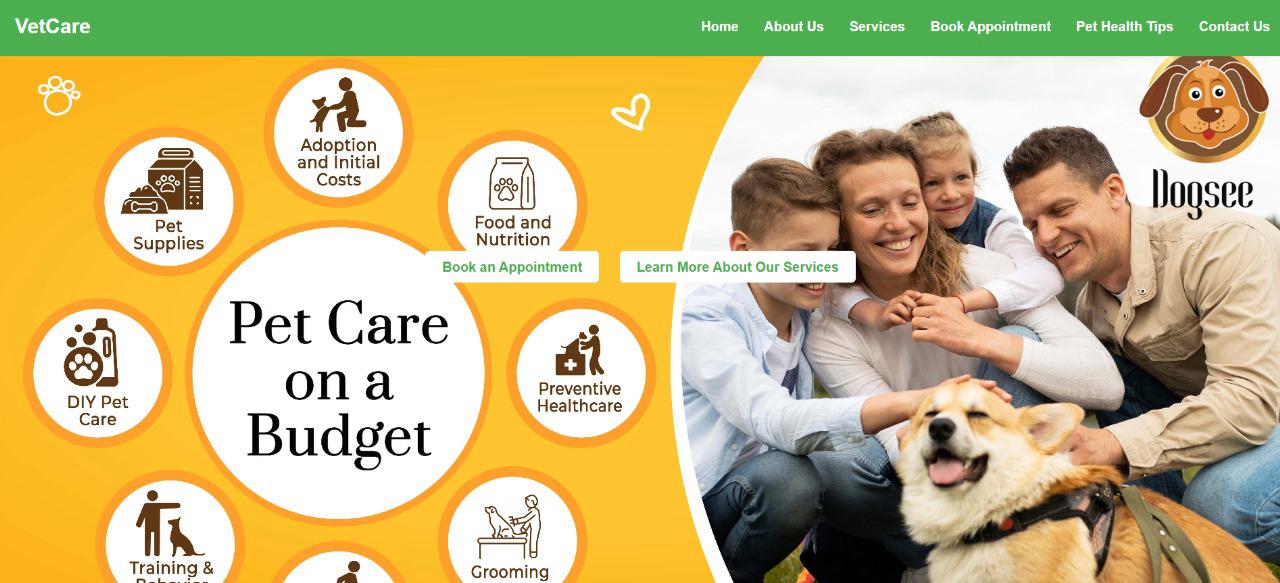 VetCare
Home About Us Services Book Appointment Pet Health Tips Contact Us
Adoption
and Initial
Costs
Pet
Supplies
Food and
Nutrition
Dogsee
Book an Appointment
Learn More About Our Services
Pet Care
on a
Budget
DIY Pet
Care
Preventive
Healthcare
Training &
Behavior
Grooming